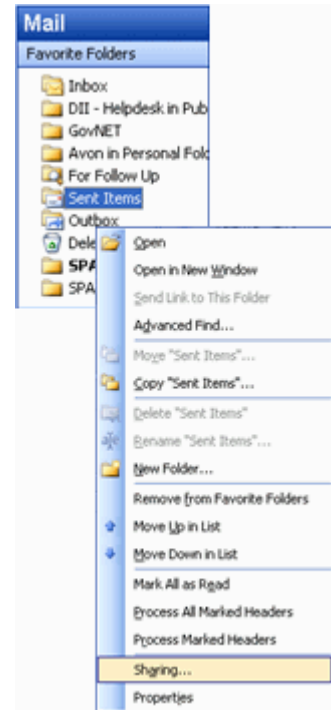 Mail
Favorite Folders
Inbox
DII - Helpdesk in Pub
GovNET
Avon in Personal Fold
For Follow Up
Sent Items
Outbox
Dele
SPA
SPA
Open
Open in New Window
Send Link to This Folder
Advanced Find...
Move "Sent Items"...
Copy "Sent Items"...
Delete "Sent Items"
Rename "Sent Items"...
New Folder...
Remove from Favorite Folders
Move Up in List
Move Down in List
Mark All as Read
Process All Marked Headers
Process Marked Headers
Sharing...
Properties